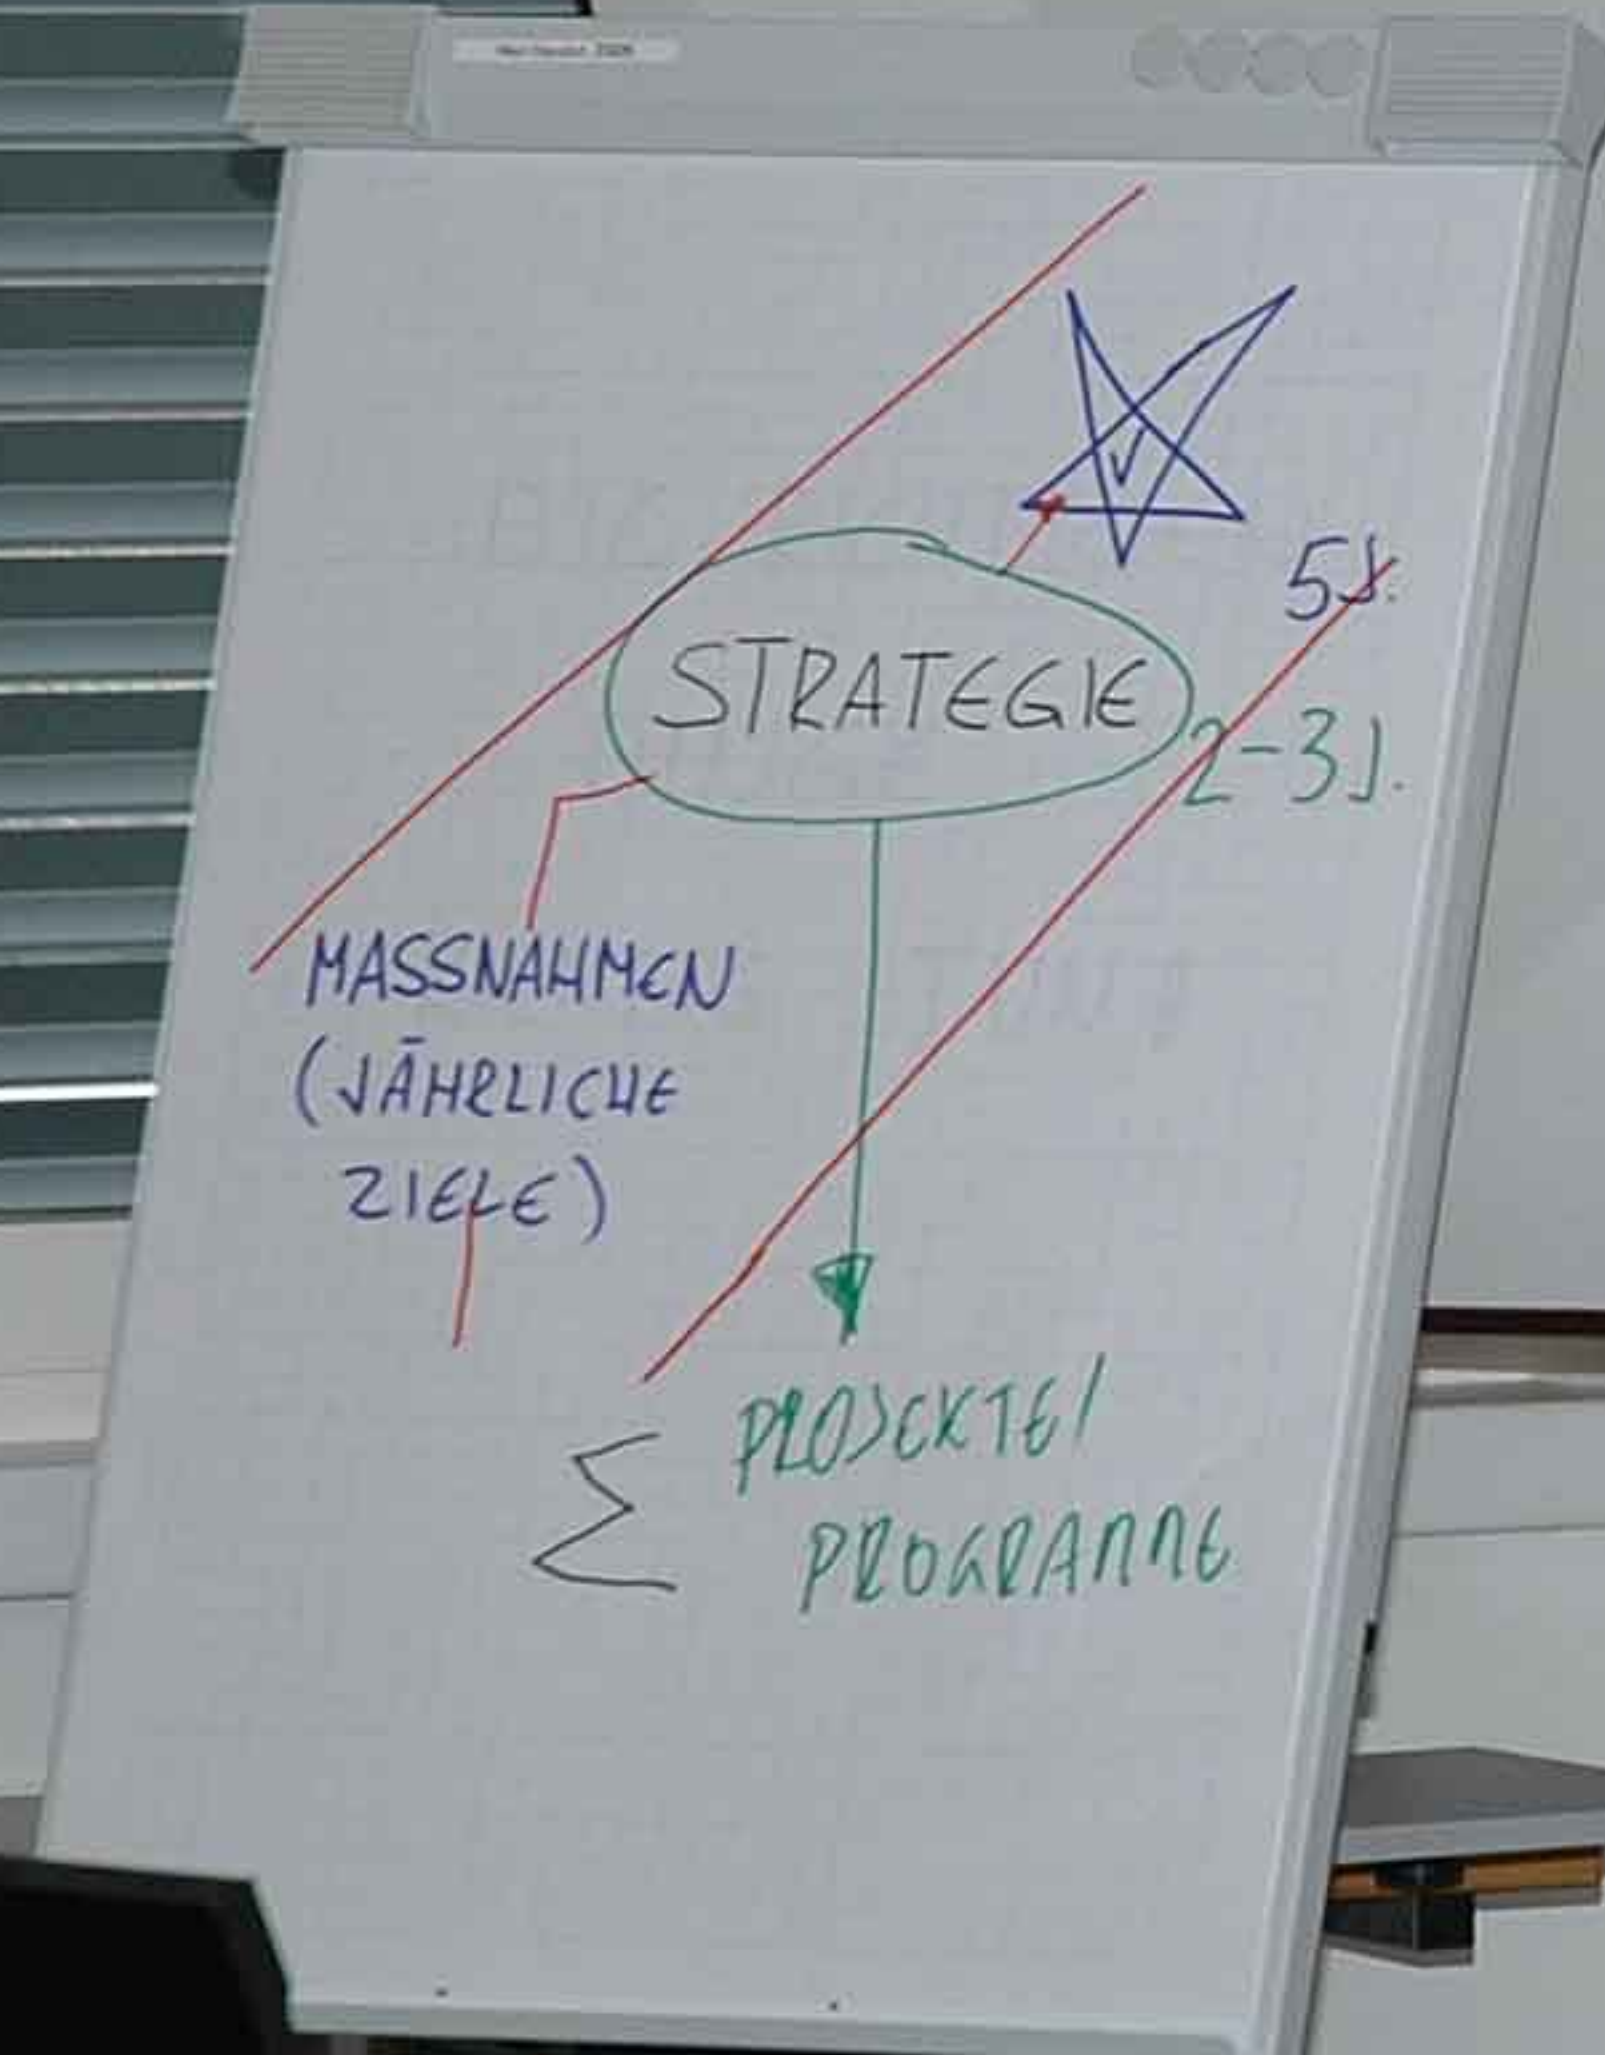 V
5J.
STRATEGIE
2-3J.
MASSNAHMEN
(JÄHRLICHE
ZIELE)
Σ
PROJEKTE/
PROGRAMME